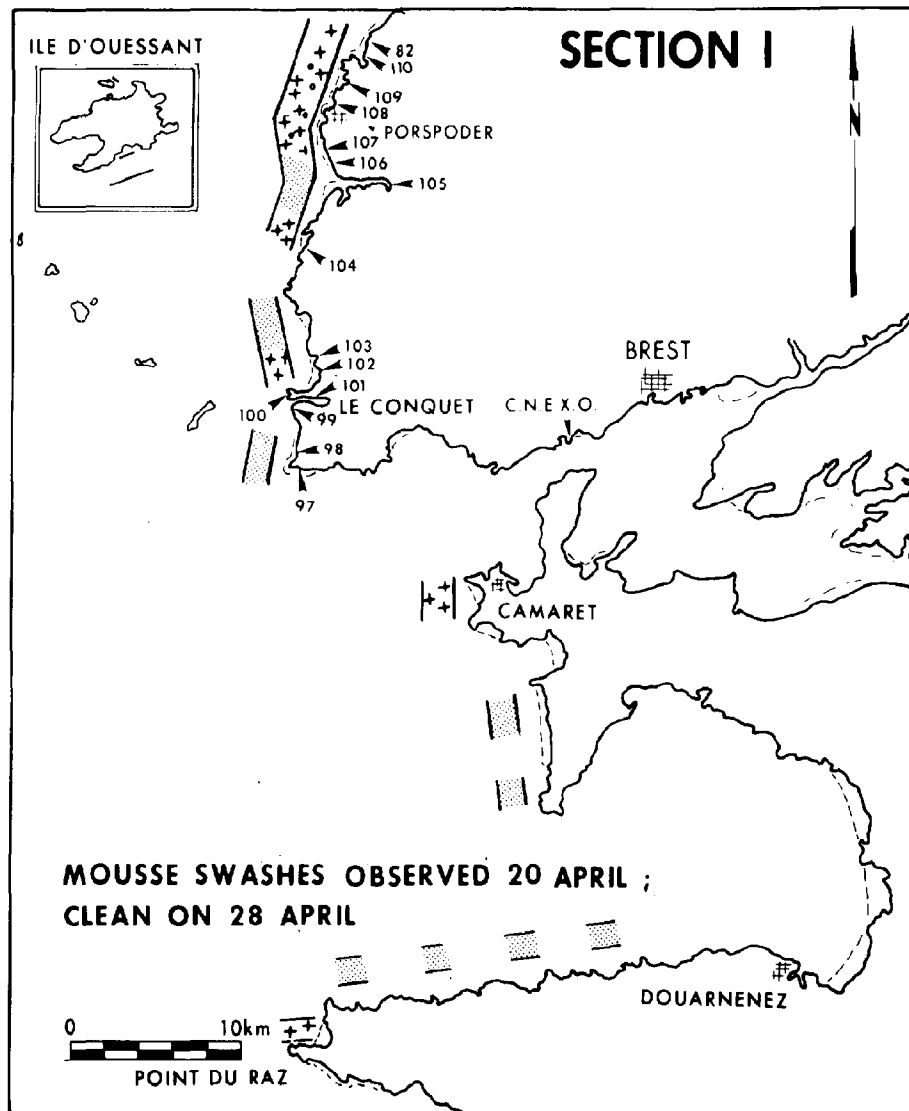 SECTION I
ILE D'OUESSANT
82
110
109
108
PORSPODER
107
106
105
N
104
103
102
101
100
LE CONQUET
99
98
97
BREST
C.N.E.X.O.
CAMARET
MOUSSE SWASHES OBSERVED 20 APRIL ;
CLEAN ON 28 APRIL
DOUARNENEZ
0 10km
POINT DU RAZ